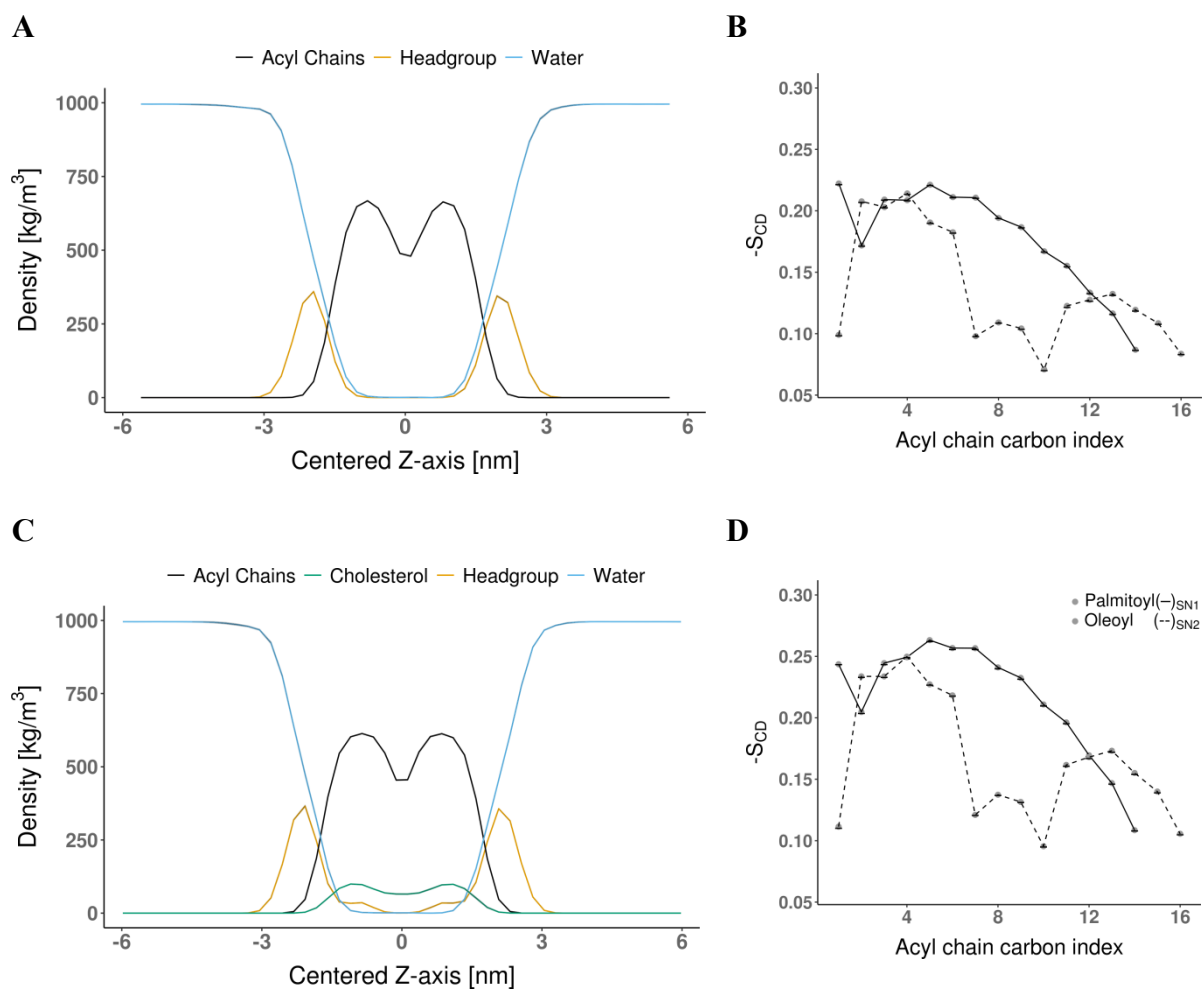 A
Acyl Chains Headgroup Water
Density [kg/m³]
1000
750
500
250
0
-6 -3 0 3 6
Centered Z-axis [nm]
B
-S_CD
0.30
0.25
0.20
0.15
0.10
0.05
4 8 12 16
Acyl chain carbon index
C
Acyl Chains Cholesterol Headgroup Water
Density [kg/m³]
1000
750
500
250
0
-6 -3 0 3 6
Centered Z-axis [nm]
D
Palmitoyl(–)SN1
Oleoyl (--)SN2
-S_CD
0.30
0.25
0.20
0.15
0.10
0.05
4 8 12 16
Acyl chain carbon index